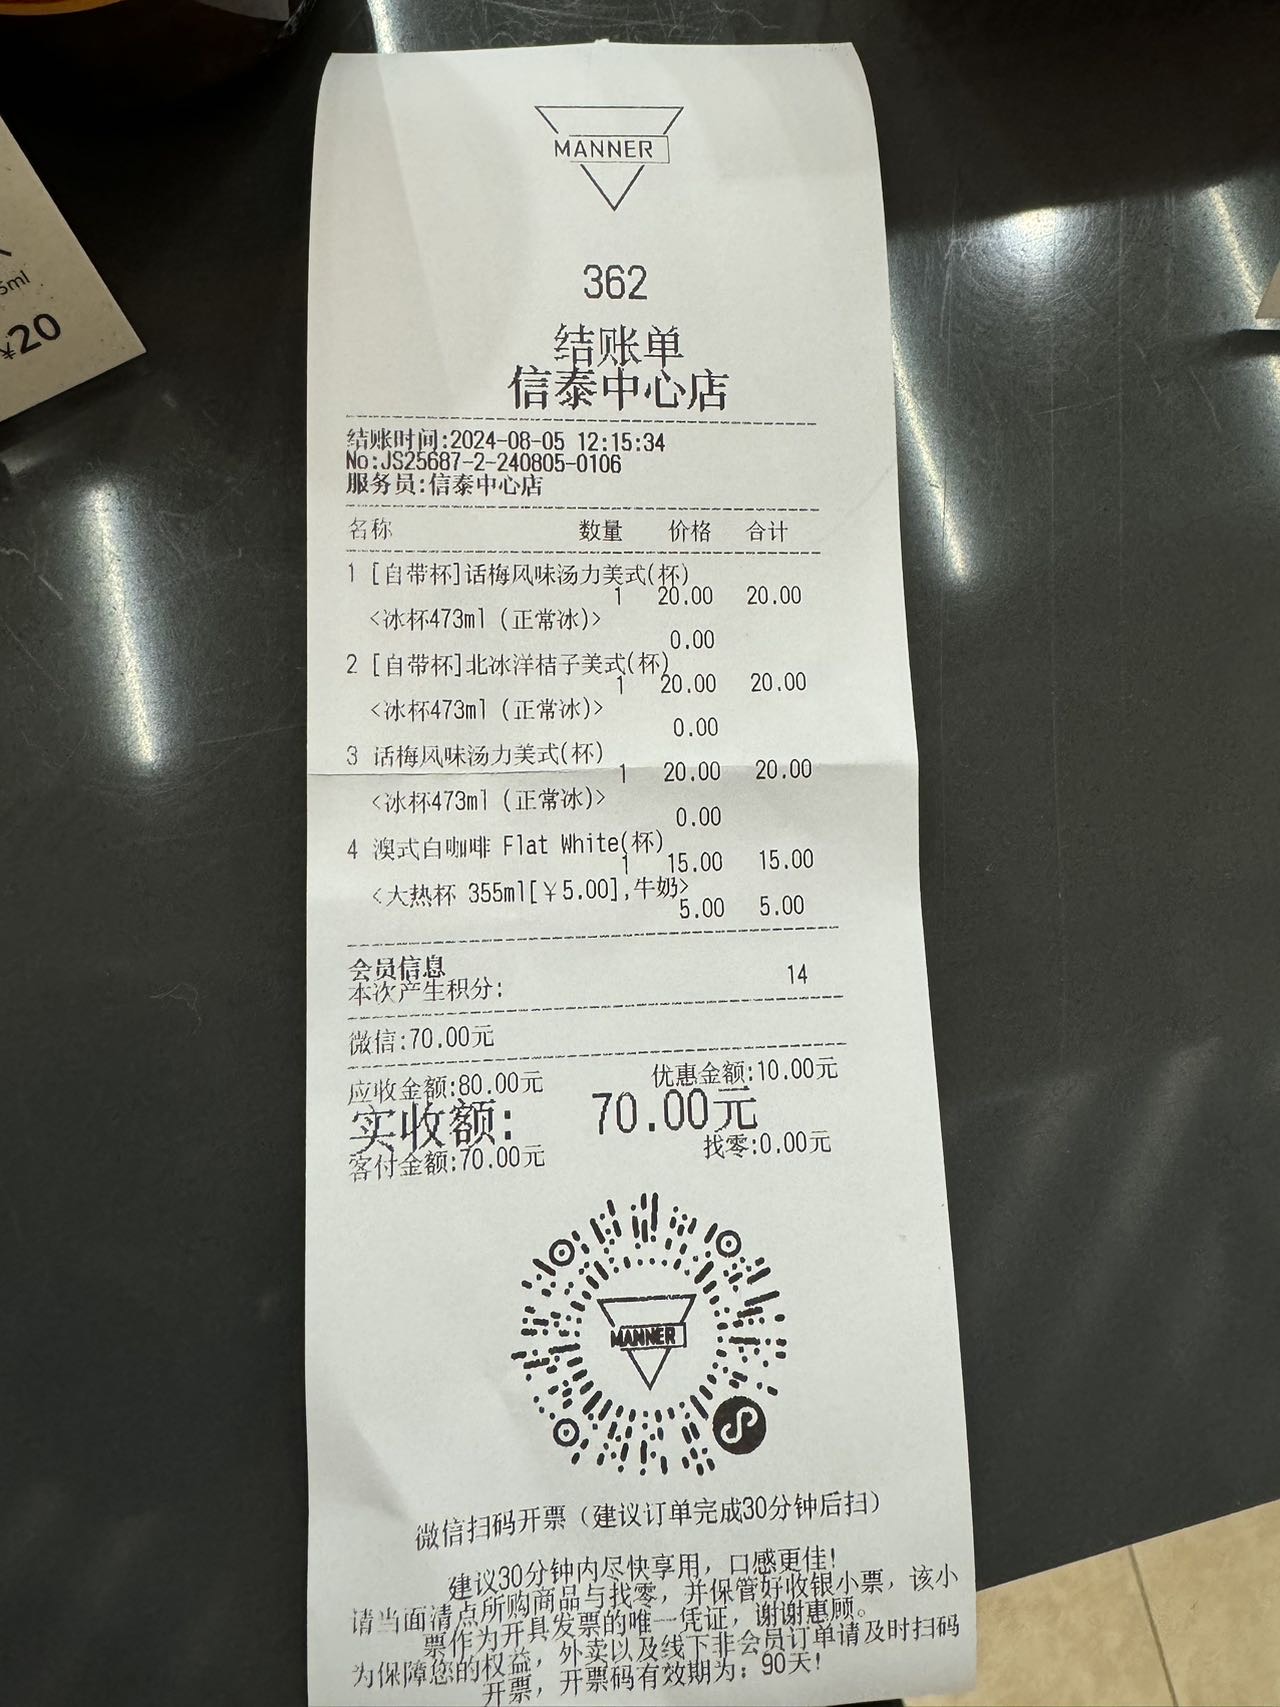 5ml
¥20
MANNER
362
结账单
信泰中心店
结账时间:2024-08-05 12:15:34
No:JS25687-2-240805-0106
服务员:信泰中心店
名称 数量 价格 合计
1 [自带杯]话梅风味汤力美式(杯)
1 20.00 20.00
<冰杯473ml (正常冰)>
0.00
2 [自带杯]北冰洋桔子美式(杯)
1 20.00 20.00
<冰杯473ml (正常冰)>
0.00
3 话梅风味汤力美式(杯)
1 20.00 20.00
<冰杯473ml (正常冰)>
0.00
4 澳式白咖啡 Flat White(杯)
1 15.00 15.00
<大热杯 355ml[￥5.00],牛奶>
5.00 5.00
会员信息
本次产生积分: 14
微信:70.00元
应收金额:80.00元 优惠金额:10.00元
实收额: 70.00元
客付金额:70.00元 找零:0.00元
MANNER
微信扫码开票（建议订单完成30分钟后扫）
建议30分钟内尽快享用，口感更佳!
请当面清点所购商品与找零，并保管好收银小票，该小
票作为开具发票的唯一凭证，谢谢惠顾。
为保障您的权益，外卖以及线下非会员订单请及时扫码
开票，开票码有效期为：90天!